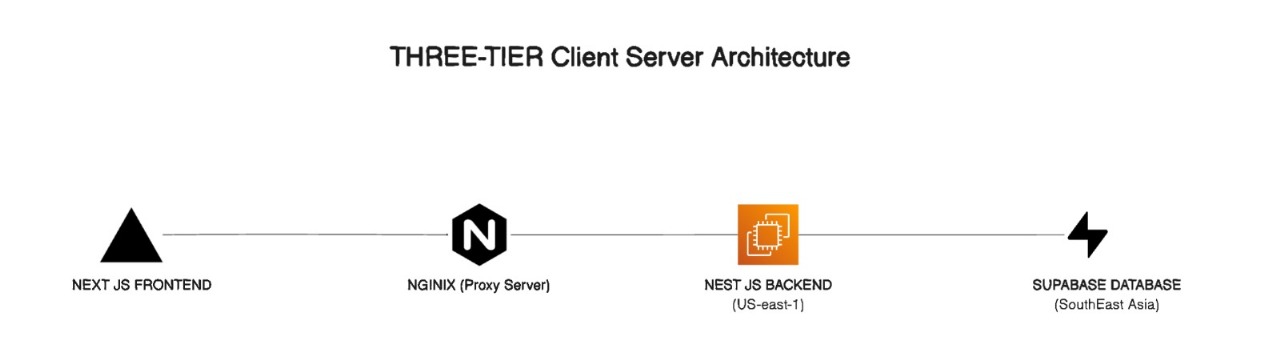 THREE-TIER Client Server Architecture
N
NEXT JS FRONTEND
NGINIX (Proxy Server)
NEST JS BACKEND
(US-east-1)
SUPABASE DATABASE
(SouthEast Asia)